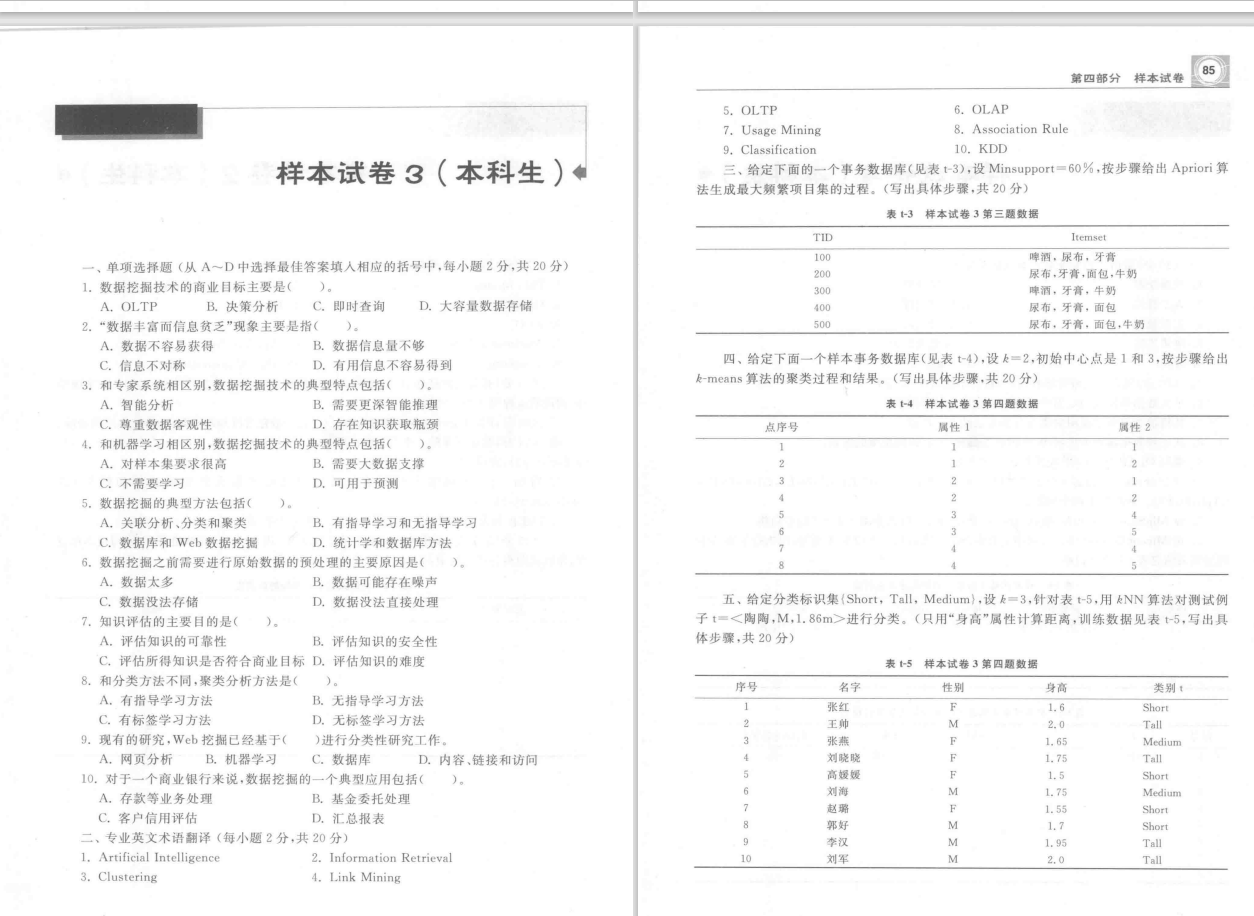 样本试卷 3（本科生）
一、单项选择题（从 A～D 中选择最佳答案填入相应的括号中,每小题 2 分,共 20 分）
1. 数据挖掘技术的商业目标主要是(　　)。
A. OLTP　B. 决策分析　C. 即时查询　D. 大容量数据存储
2. “数据丰富而信息贫乏”现象主要是指(　　)。
A. 数据不容易获得　B. 数据信息量不够
C. 信息不对称　D. 有用信息不容易得到
3. 和专家系统相区别,数据挖掘技术的典型特点包括(　　)。
A. 智能分析　B. 需要更深智能推理
C. 尊重数据客观性　D. 存在知识获取瓶颈
4. 和机器学习相区别,数据挖掘技术的典型特点包括(　　)。
A. 对样本集要求很高　B. 需要大数据支撑
C. 不需要学习　D. 可用于预测
5. 数据挖掘的典型方法包括(　　)。
A. 关联分析、分类和聚类　B. 有指导学习和无指导学习
C. 数据库和 Web 数据挖掘　D. 统计学和数据库方法
6. 数据挖掘之前需要进行原始数据的预处理的主要原因是(　　)。
A. 数据太多　B. 数据可能存在噪声
C. 数据没法存储　D. 数据没法直接处理
7. 知识评估的主要目的是(　　)。
A. 评估知识的可靠性　B. 评估知识的安全性
C. 评估所得知识是否符合商业目标　D. 评估知识的难度
8. 和分类方法不同,聚类分析方法是(　　)。
A. 有指导学习方法　B. 无指导学习方法
C. 有标签学习方法　D. 无标签学习方法
9. 现有的研究,Web 挖掘已经基于(　　)进行分类性研究工作。
A. 网页分析　B. 机器学习　C. 数据库　D. 内容、链接和访问
10. 对于一个商业银行来说,数据挖掘的一个典型应用包括(　　)。
A. 存款等业务处理　B. 基金委托处理
C. 客户信用评估　D. 汇总报表
二、专业英文术语翻译（每小题 2 分,共 20 分）
1. Artificial Intelligence　2. Information Retrieval
3. Clustering　4. Link Mining
第四部分　样本试卷　85
5. OLTP　6. OLAP
7. Usage Mining　8. Association Rule
9. Classification　10. KDD
三、给定下面的一个事务数据库(见表 t-3),设 Minsupport=60%,按步骤给出 Apriori 算
法生成最大频繁项目集的过程。(写出具体步骤,共 20 分)
表 t-3　样本试卷 3 第三题数据
TID　Itemset
100　啤酒, 尿布, 牙膏
200　尿布,牙膏,面包,牛奶
300　啤酒, 牙膏, 牛奶
400　尿布, 牙膏, 面包
500　尿布, 牙膏, 面包,牛奶
四、给定下面一个样本事务数据库(见表 t-4),设 k=2,初始中心点是 1 和 3,按步骤给出
k-means 算法的聚类过程和结果。(写出具体步骤,共 20 分)
表 t-4　样本试卷 3 第四题数据
点序号　属性 1　属性 2
1　1　1
2　1　2
3　2　1
4　2　2
5　3　4
6　3　5
7　4　4
8　4　5
五、给定分类标识集{Short, Tall, Medium},设 k=3,针对表 t-5,用 kNN 算法对测试例
子 t=<陶陶,M,1.86m>进行分类。(只用“身高”属性计算距离,训练数据见表 t-5,写出具
体步骤,共 20 分)
表 t-5　样本试卷 3 第四题数据
序号　名字　性别　身高　类别 t
1　张红　F　1.6　Short
2　王帅　M　2.0　Tall
3　张燕　F　1.65　Medium
4　刘晓晓　F　1.75　Tall
5　高媛媛　F　1.5　Short
6　刘海　M　1.75　Medium
7　赵璐　F　1.55　Short
8　郭好　M　1.7　Short
9　李汉　M　1.95　Tall
10　刘军　M　2.0　Tall